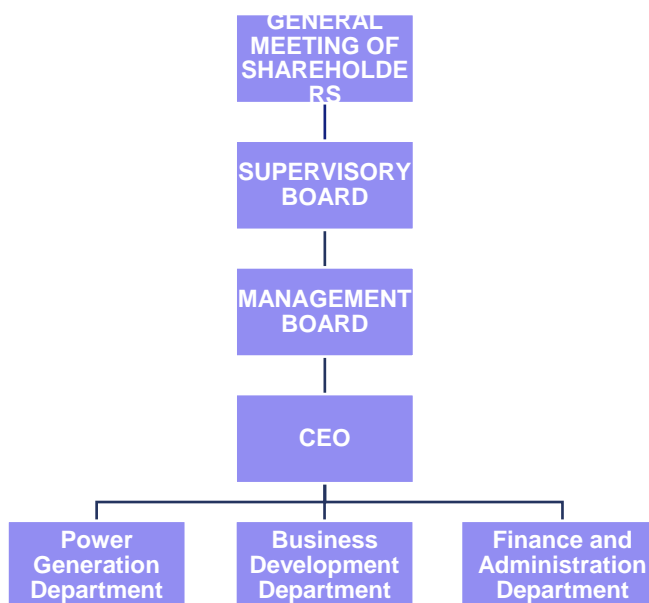 GENERAL
MEETING OF
SHAREHOLDE
RS
SUPERVISORY
BOARD
MANAGEMENT
BOARD
CEO
Power
Generation
Department
Business
Development
Department
Finance and
Administration
Department